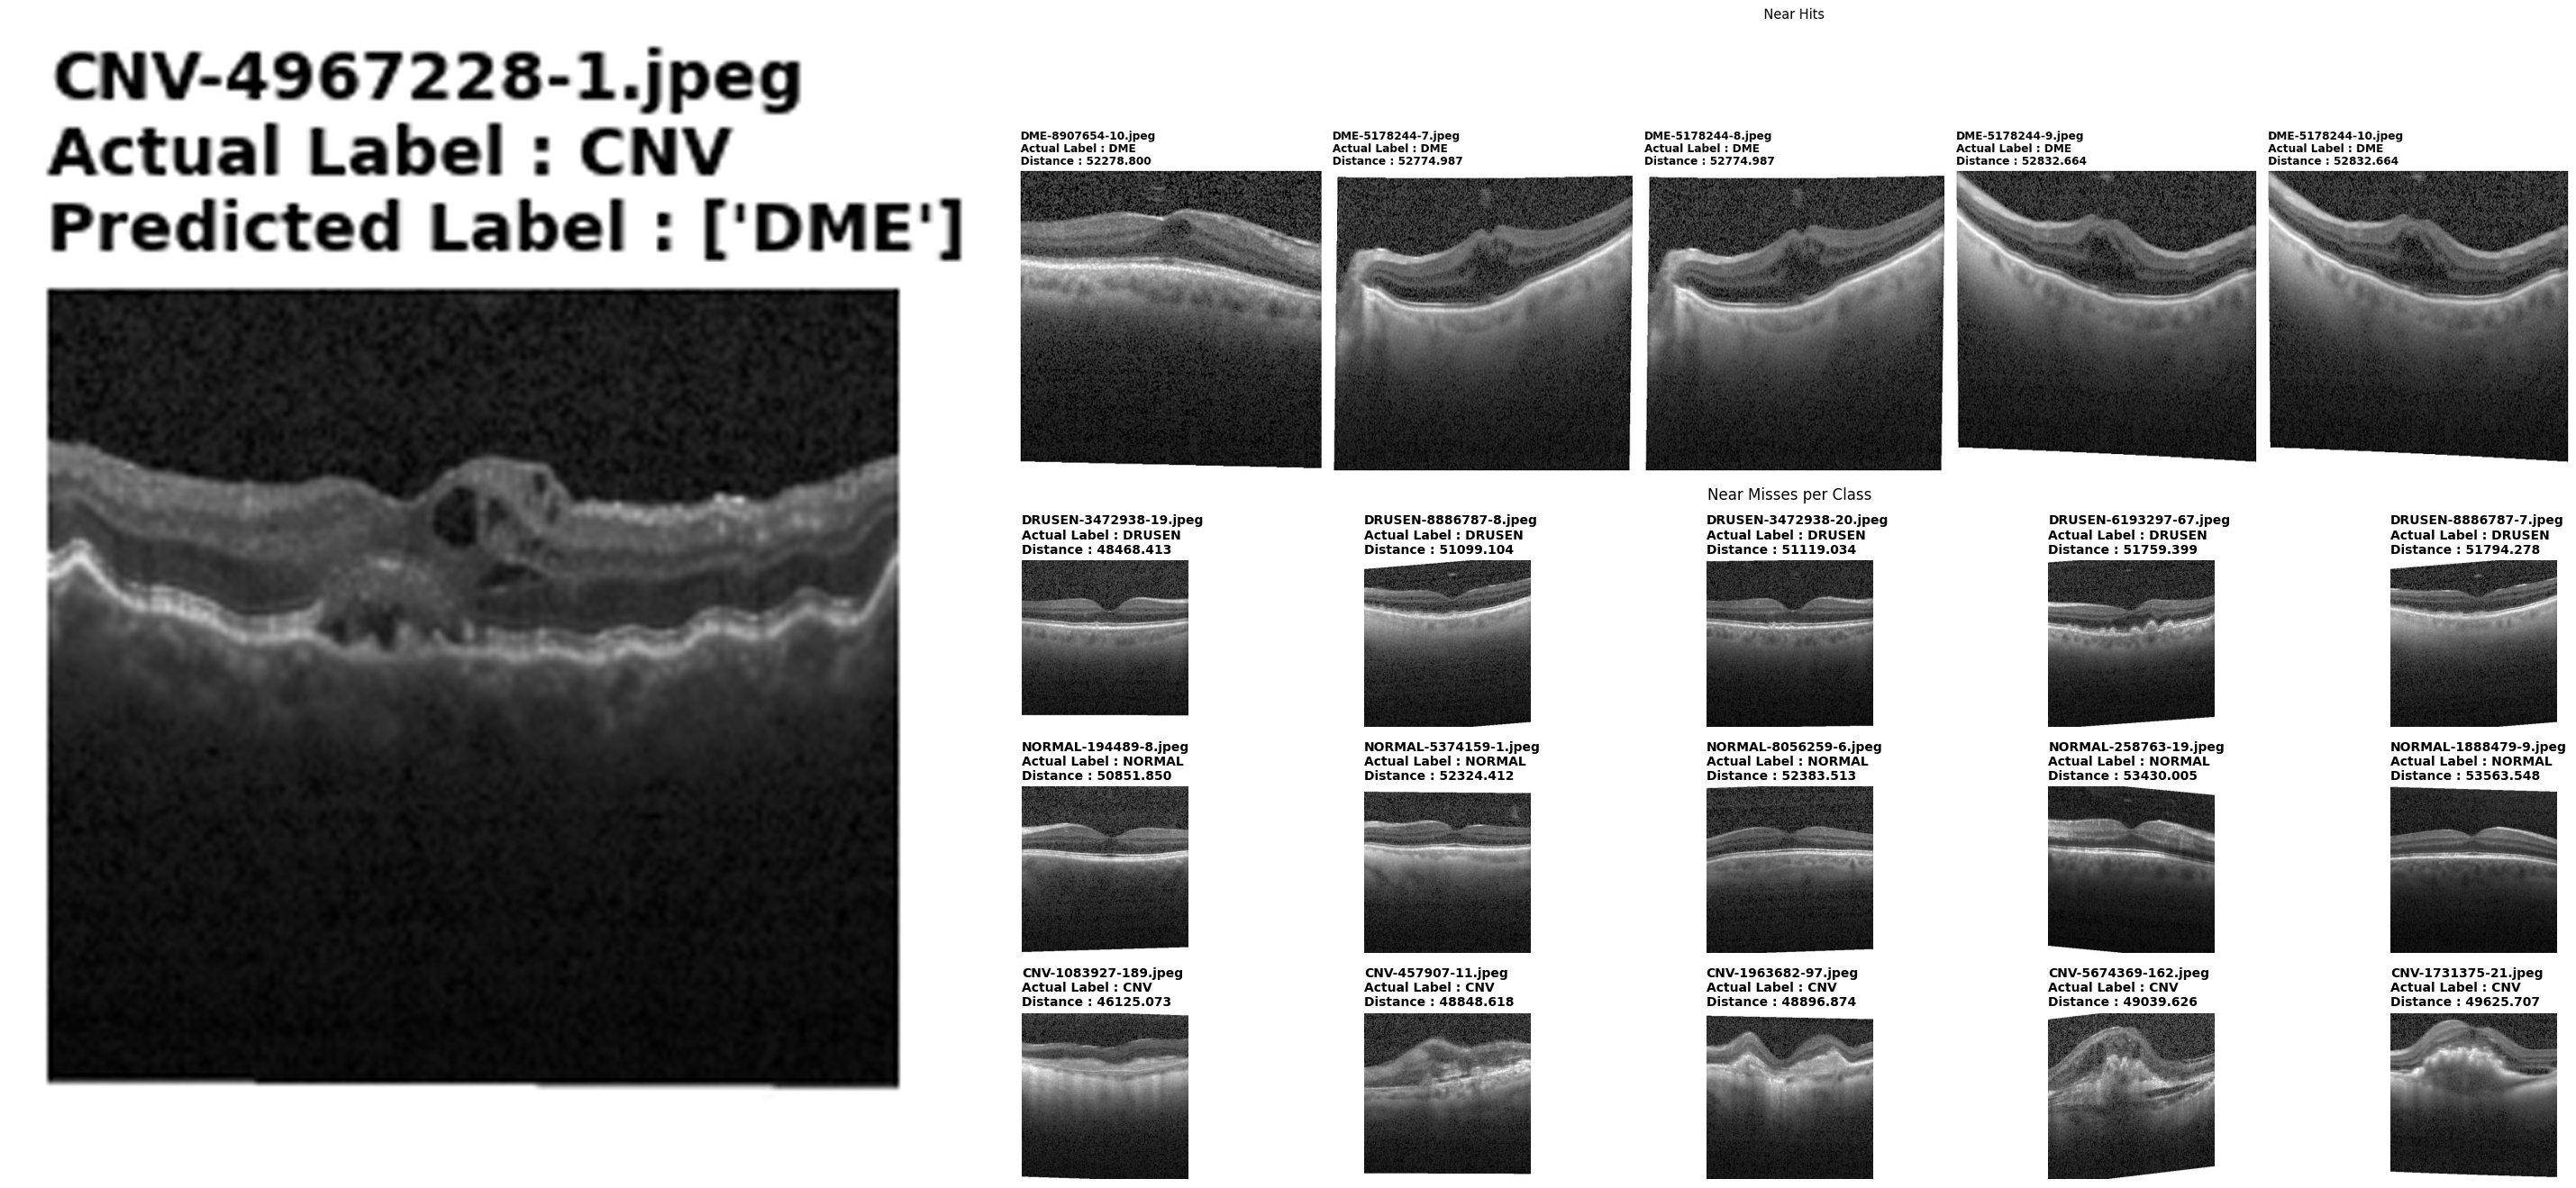 CNV-4967228-1.jpeg
Actual Label : CNV
Predicted Label : ['DME']
Near Hits
DME-8907654-10.jpeg
Actual Label : DME
Distance : 52278.800
DME-5178244-7.jpeg
Actual Label : DME
Distance : 52774.987
DME-5178244-8.jpeg
Actual Label : DME
Distance : 52774.987
DME-5178244-9.jpeg
Actual Label : DME
Distance : 52832.664
DME-5178244-10.jpeg
Actual Label : DME
Distance : 52832.664
Near Misses per Class
DRUSEN-3472938-19.jpeg
Actual Label : DRUSEN
Distance : 48468.413
DRUSEN-8886787-8.jpeg
Actual Label : DRUSEN
Distance : 51099.104
DRUSEN-3472938-20.jpeg
Actual Label : DRUSEN
Distance : 51119.034
DRUSEN-6193297-67.jpeg
Actual Label : DRUSEN
Distance : 51759.399
DRUSEN-8886787-7.jpeg
Actual Label : DRUSEN
Distance : 51794.278
NORMAL-194489-8.jpeg
Actual Label : NORMAL
Distance : 50851.850
NORMAL-5374159-1.jpeg
Actual Label : NORMAL
Distance : 52324.412
NORMAL-8056259-6.jpeg
Actual Label : NORMAL
Distance : 52383.513
NORMAL-258763-19.jpeg
Actual Label : NORMAL
Distance : 53430.005
NORMAL-1888479-9.jpeg
Actual Label : NORMAL
Distance : 53563.548
CNV-1083927-189.jpeg
Actual Label : CNV
Distance : 46125.073
CNV-457907-11.jpeg
Actual Label : CNV
Distance : 48848.618
CNV-1963682-97.jpeg
Actual Label : CNV
Distance : 48896.874
CNV-5674369-162.jpeg
Actual Label : CNV
Distance : 49039.626
CNV-1731375-21.jpeg
Actual Label : CNV
Distance : 49625.707